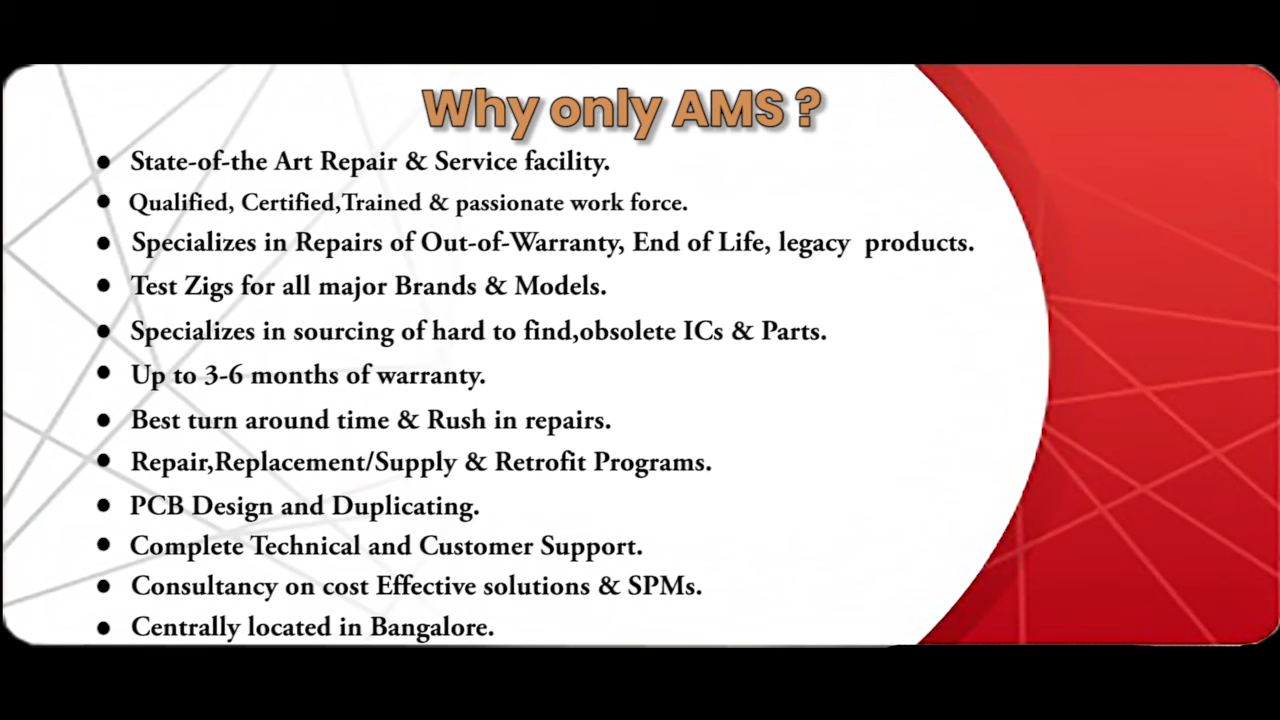 Why only AMS ?
● State-of-the Art Repair & Service facility.
● Qualified, Certified,Trained & passionate work force.
● Specializes in Repairs of Out-of-Warranty, End of Life, legacy  products.
● Test Zigs for all major Brands & Models.
● Specializes in sourcing of hard to find,obsolete ICs & Parts.
● Up to 3-6 months of warranty.
● Best turn around time & Rush in repairs.
● Repair,Replacement/Supply & Retrofit Programs.
● PCB Design and Duplicating.
● Complete Technical and Customer Support.
● Consultancy on cost Effective solutions & SPMs.
● Centrally located in Bangalore.